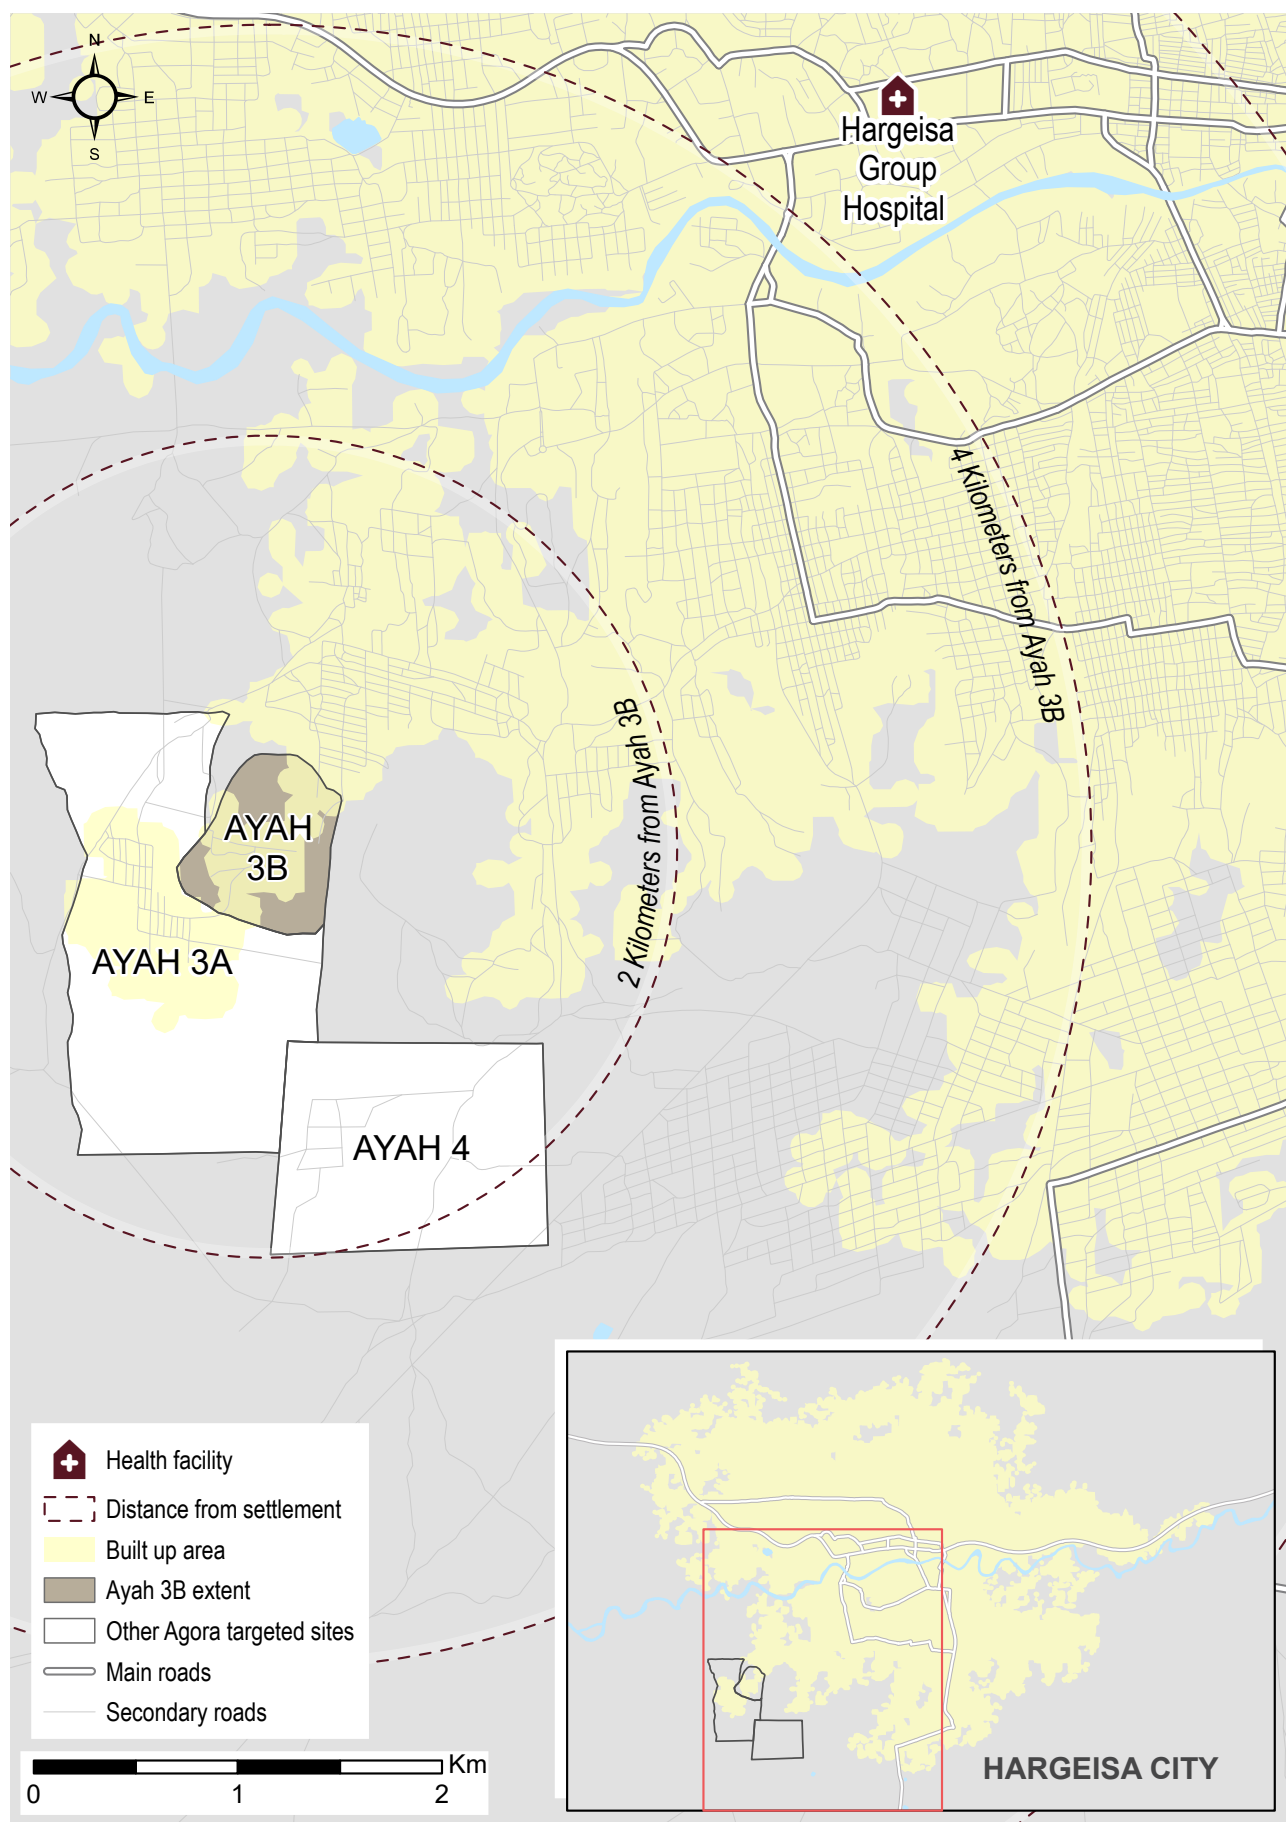 N
W
E
S
Hargeisa
Group
Hospital
4 Kilometers from Ayah 3B
2 Kilometers from Ayah 3B
AYAH
3B
AYAH 3A
AYAH 4
Health facility
Distance from settlement
Built up area
Ayah 3B extent
Other Agora targeted sites
Main roads
Secondary roads
Km
0
1
2
HARGEISA CITY